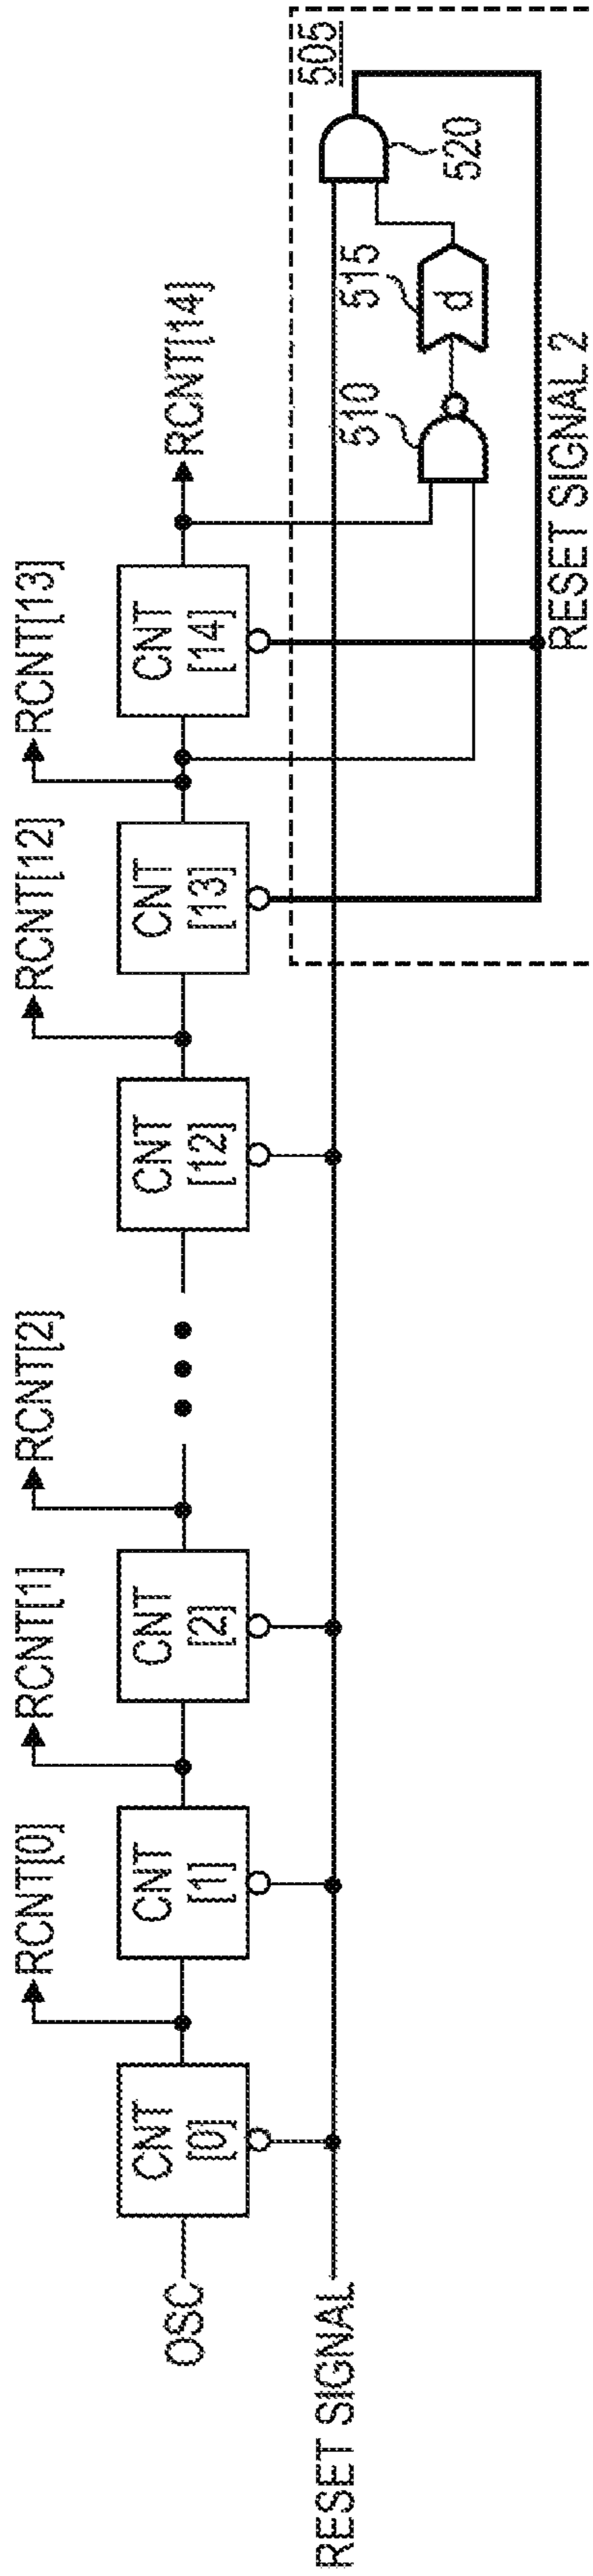 RCNT[0]
RCNT[1]
RCNT[2]
RCNT[12]
RCNT[13]
RCNT[14]
OSC
CNT
[0]
CNT
[1]
CNT
[2]
CNT
[12]
CNT
[13]
CNT
[14]
RESET SIGNAL
505
510
515
d
520
RESET SIGNAL 2